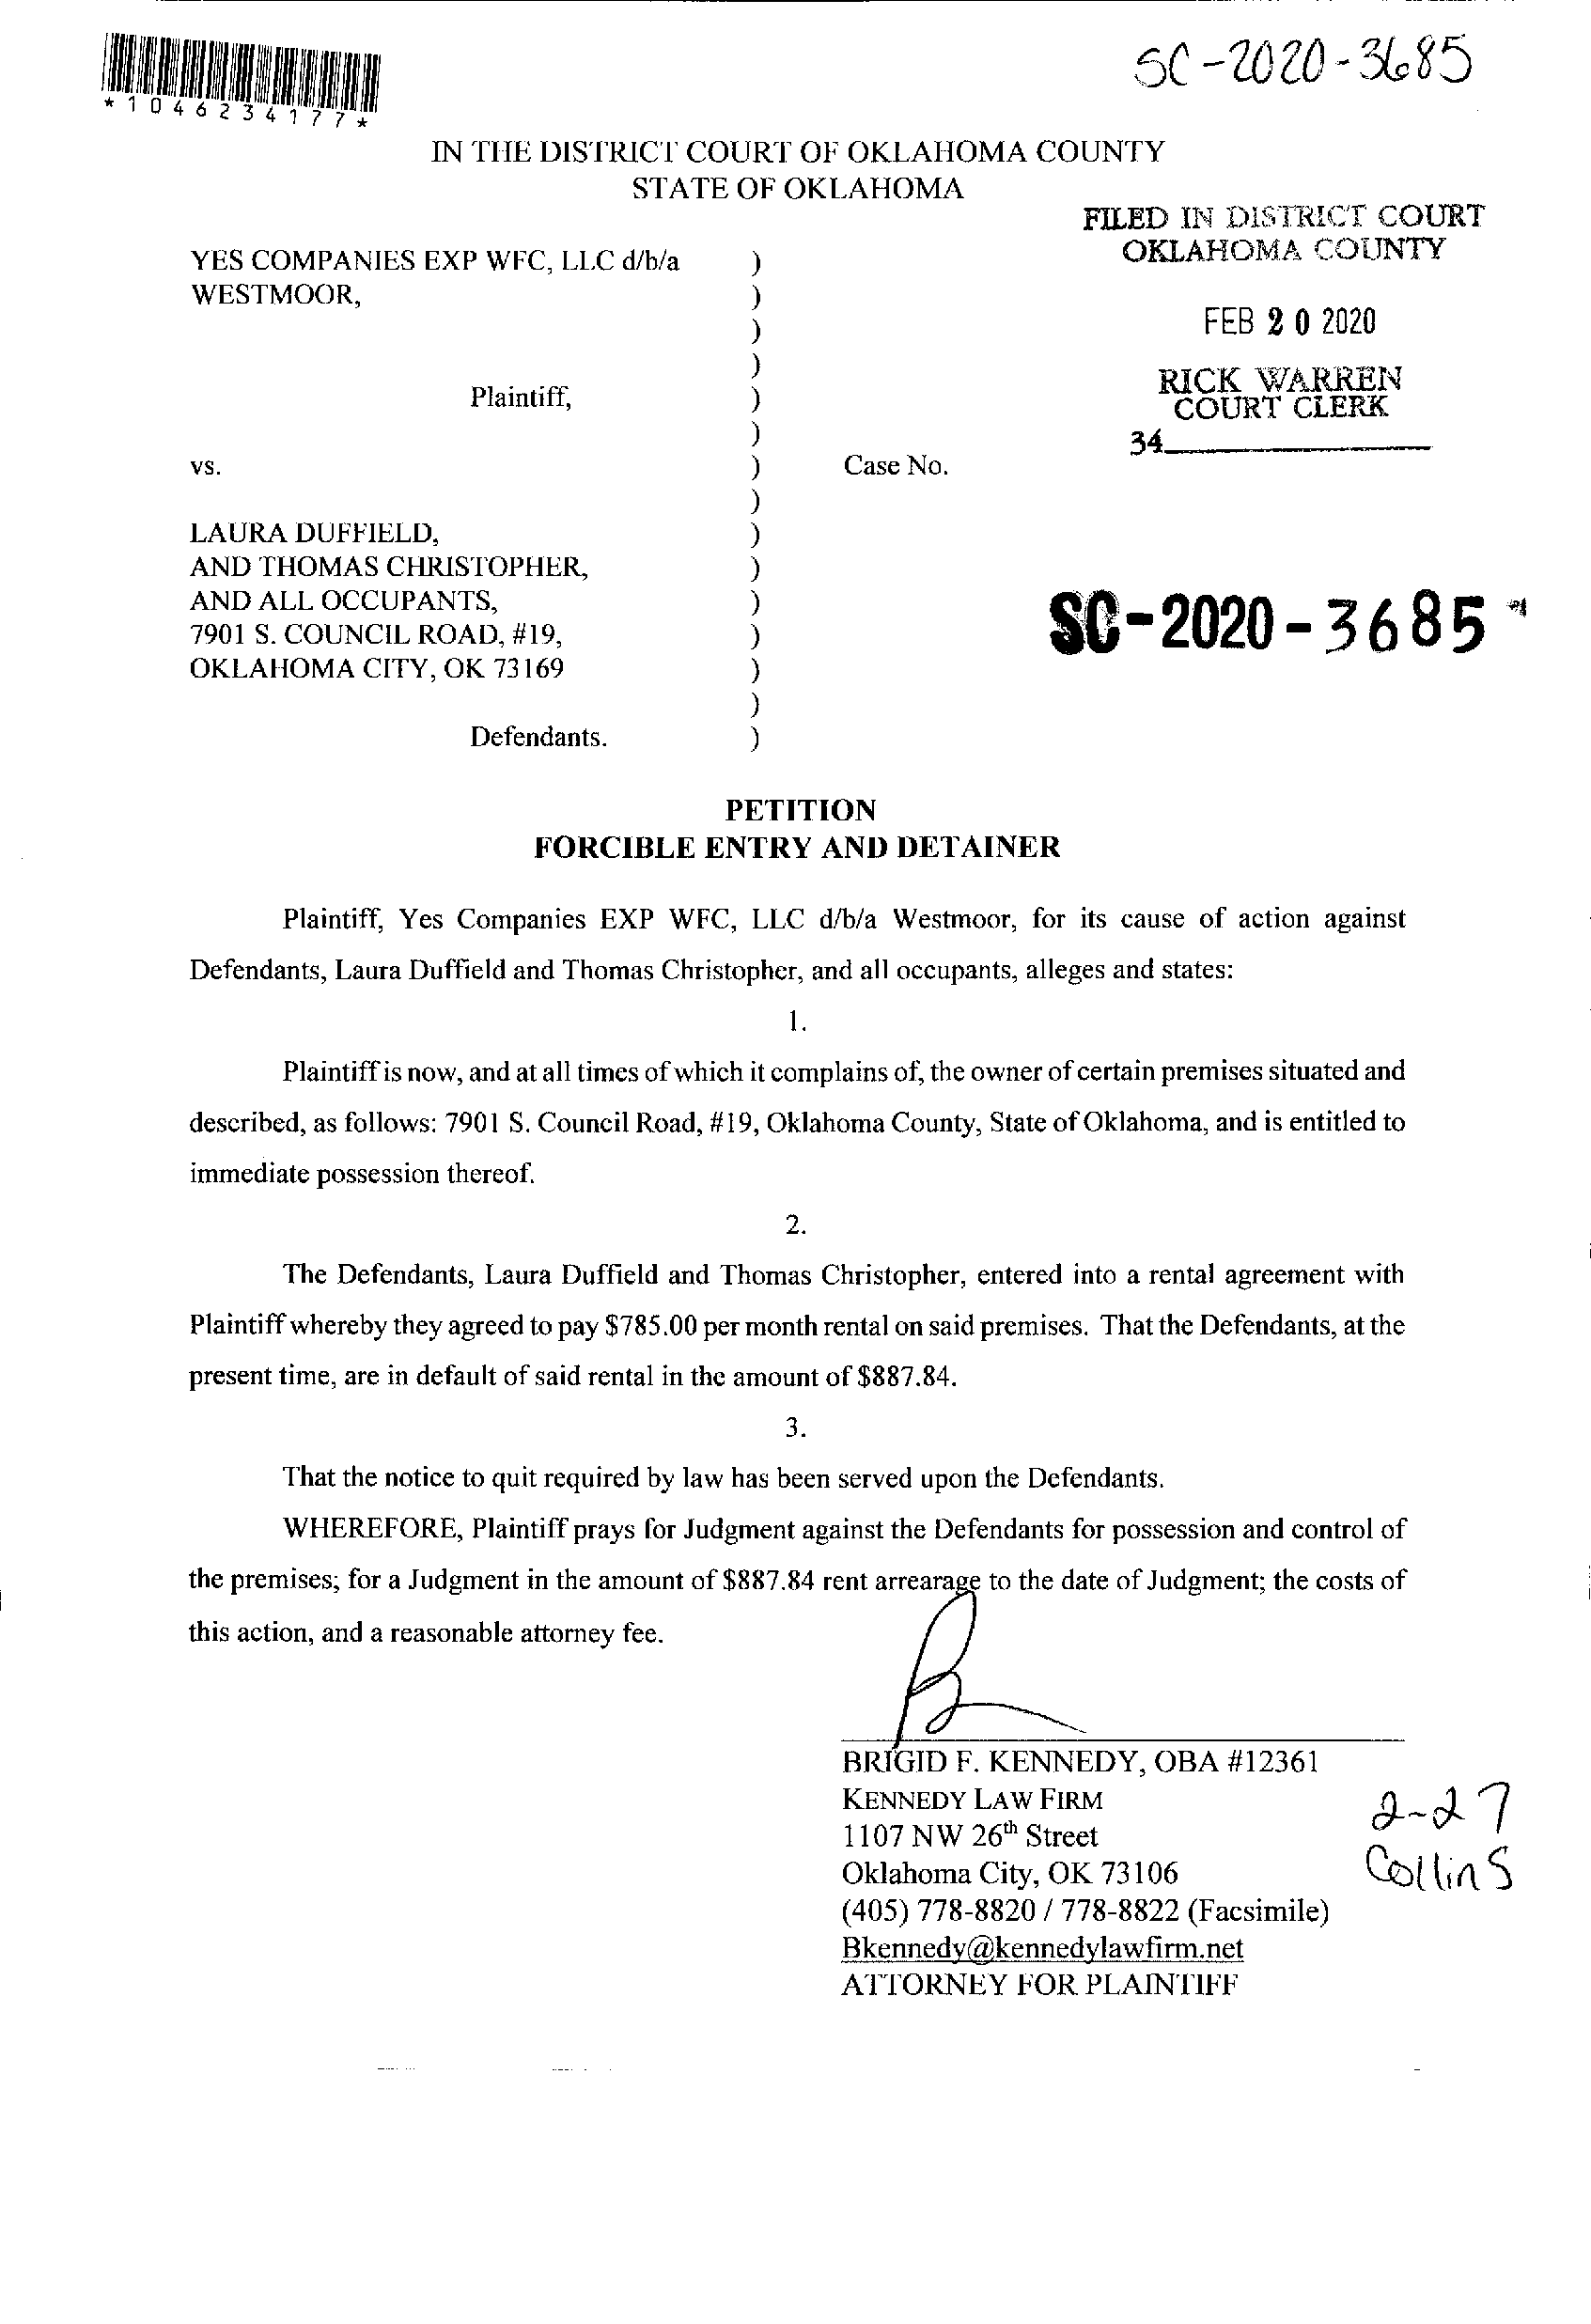 SC-2020-3685
*1046234177*
IN THE DISTRICT COURT OF OKLAHOMA COUNTY
STATE OF OKLAHOMA
FILED IN DISTRICT COURT
OKLAHOMA COUNTY
FEB 20 2020
RICK WARREN
COURT CLERK
34
YES COMPANIES EXP WFC, LLC d/b/a )
WESTMOOR, )
)
)
Plaintiff, )
)
vs. ) Case No.
)
LAURA DUFFIELD, )
AND THOMAS CHRISTOPHER, )
AND ALL OCCUPANTS, )
7901 S. COUNCIL ROAD, #19, )
OKLAHOMA CITY, OK 73169 )
)
Defendants. )
SC-2020-3685
PETITION
FORCIBLE ENTRY AND DETAINER
Plaintiff, Yes Companies EXP WFC, LLC d/b/a Westmoor, for its cause of action against
Defendants, Laura Duffield and Thomas Christopher, and all occupants, alleges and states:
1.
Plaintiff is now, and at all times of which it complains of, the owner of certain premises situated and
described, as follows: 7901 S. Council Road, #19, Oklahoma County, State of Oklahoma, and is entitled to
immediate possession thereof.
2.
The Defendants, Laura Duffield and Thomas Christopher, entered into a rental agreement with
Plaintiff whereby they agreed to pay $785.00 per month rental on said premises. That the Defendants, at the
present time, are in default of said rental in the amount of $887.84.
3.
That the notice to quit required by law has been served upon the Defendants.
WHEREFORE, Plaintiff prays for Judgment against the Defendants for possession and control of
the premises; for a Judgment in the amount of $887.84 rent arrearage to the date of Judgment; the costs of
this action, and a reasonable attorney fee.
BRIGID F. KENNEDY, OBA #12361
KENNEDY LAW FIRM
1107 NW 26th Street
Oklahoma City, OK 73106
(405) 778-8820 / 778-8822 (Facsimile)
Bkennedy@kennedylawfirm.net
ATTORNEY FOR PLAINTIFF
2-27
Collins